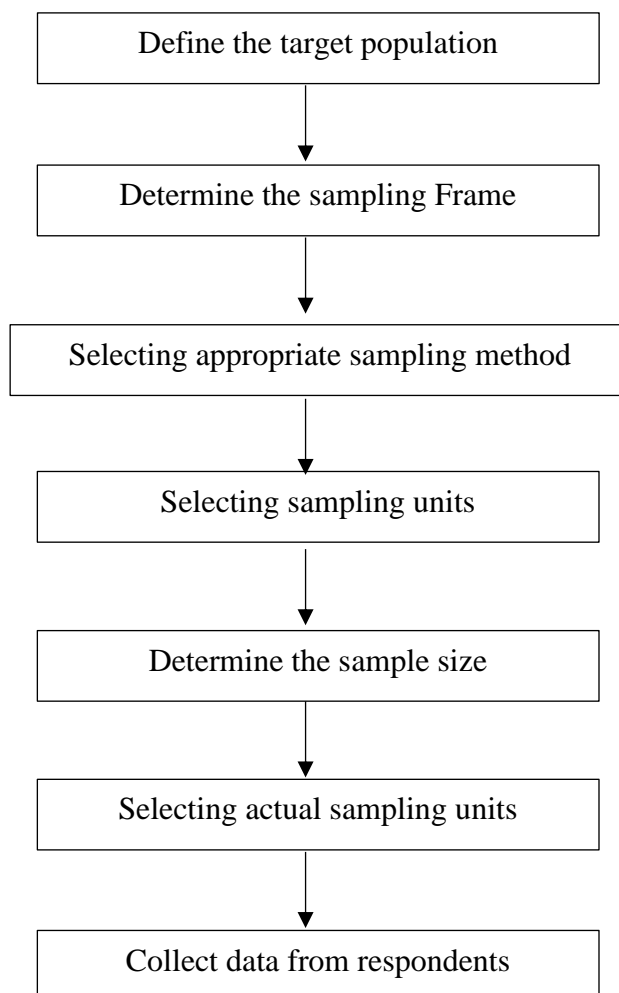 Define the target population
Determine the sampling Frame
Selecting appropriate sampling method
Selecting sampling units
Determine the sample size
Selecting actual sampling units
Collect data from respondents